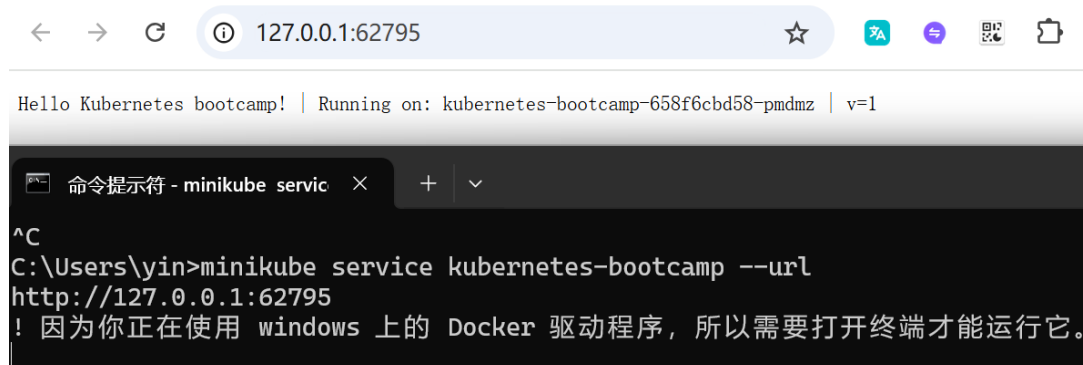 127.0.0.1:62795
Hello Kubernetes bootcamp! | Running on: kubernetes-bootcamp-658f6cbd58-pmdmz | v=1
命令提示符 - minikube servic
^C
C:\Users\yin>minikube service kubernetes-bootcamp --url
http://127.0.0.1:62795
! 因为你正在使用 windows 上的 Docker 驱动程序，所以需要打开终端才能运行它。